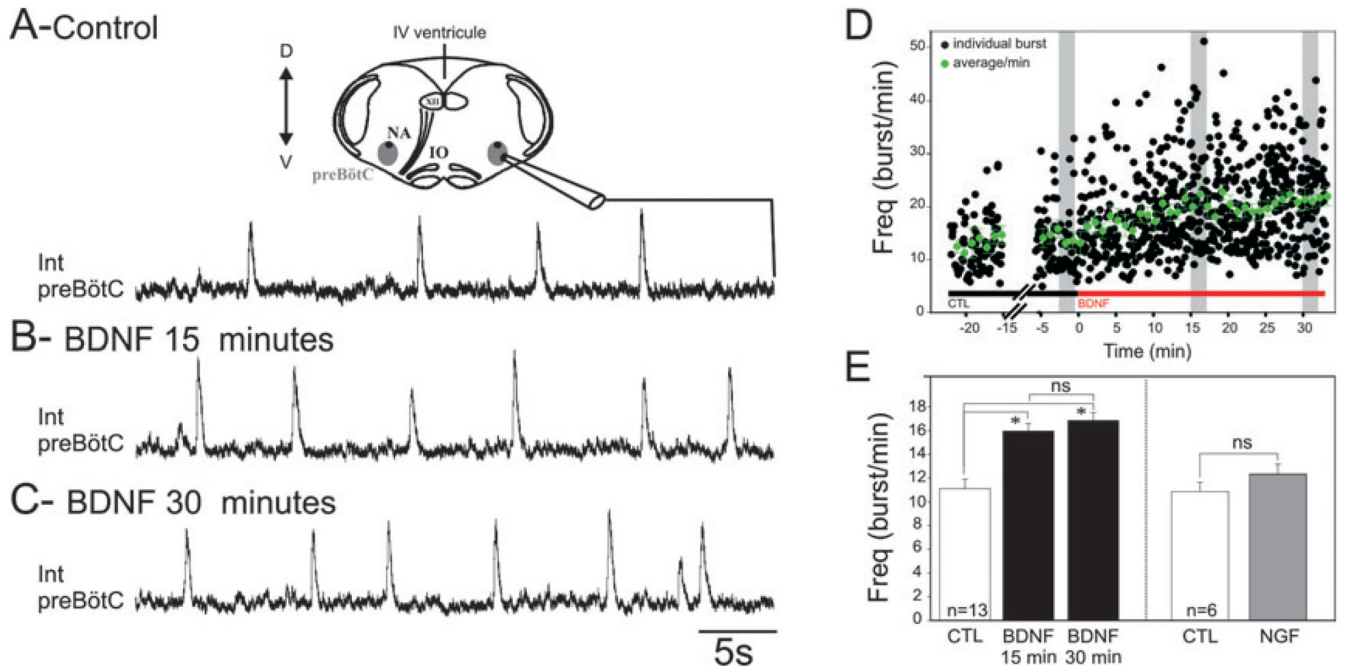 A-Control
IV ventricule
D
V
XII
NA
IO
preBötC
Int
preBötC
B- BDNF 15 minutes
Int
preBötC
C- BDNF 30 minutes
Int
preBötC
5s
D
individual burst
average/min
Freq (burst/min)
50
40
30
20
10
0
CTL
BDNF
-20 -15 -5 0 5 10 15 20 25 30
Time (min)
E
Freq (burst/min)
18
16
14
12
10
8
6
4
2
0
ns
* *
ns
n=13
n=6
CTL BDNF BDNF CTL NGF
15 min 30 min